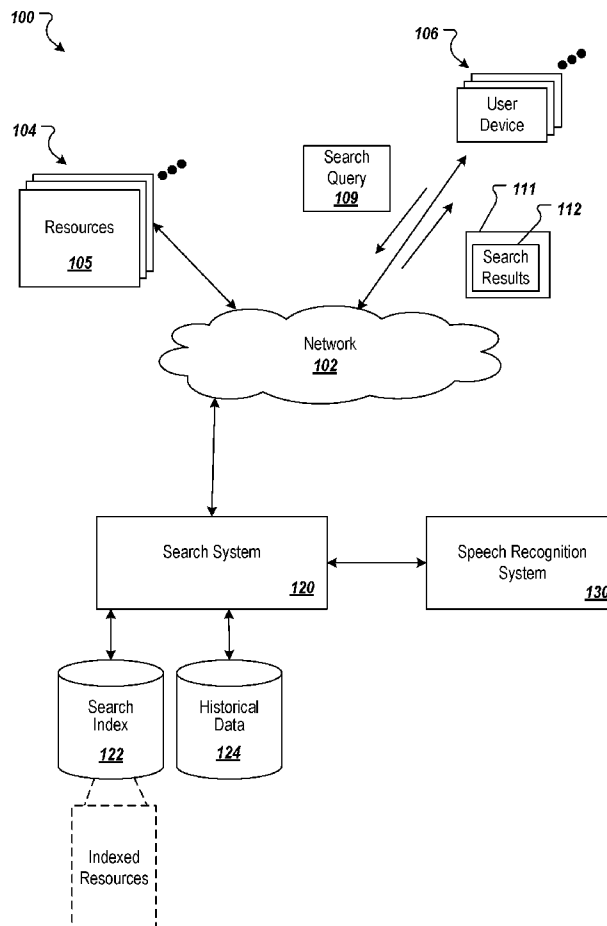 100
106
User
Device
104
Search
Query
109
111
112
Search
Results
Resources
105
Network
102
Search System
120
Speech Recognition
System
130
Search
Index
122
Historical
Data
124
Indexed
Resources